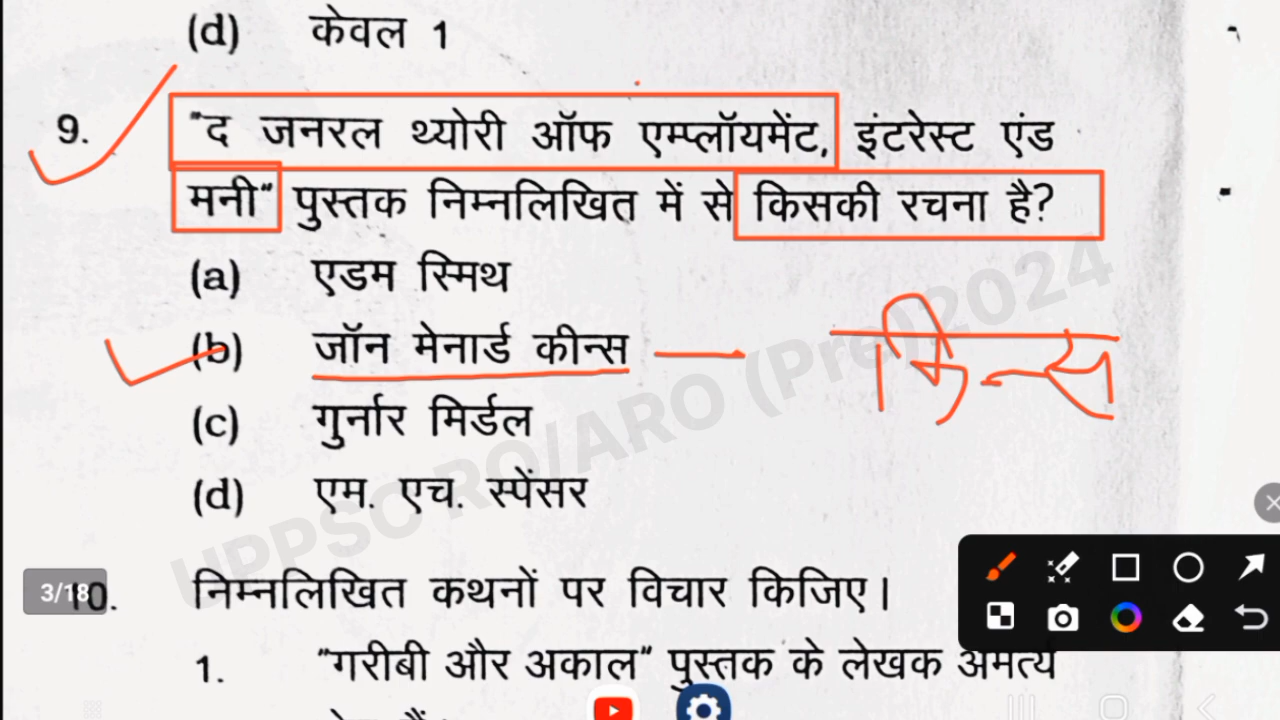 (d) केवल 1
9. "द जनरल थ्योरी ऑफ एम्प्लॉयमेंट, इंटरेस्ट एंड
मनी" पुस्तक निम्नलिखित में से किसकी रचना है?
(a) एडम स्मिथ
(b) जॉन मेनार्ड कीन्स
किन्स
(c) गुर्नार मिर्डल
(d) एम. एच. स्पेंसर
UPPSC RO/ARO (Pre)2024
3/18
10. निम्नलिखित कथनों पर विचार किजिए।
1. "गरीबी और अकाल" पुस्तक के लेखक अमर्त्य